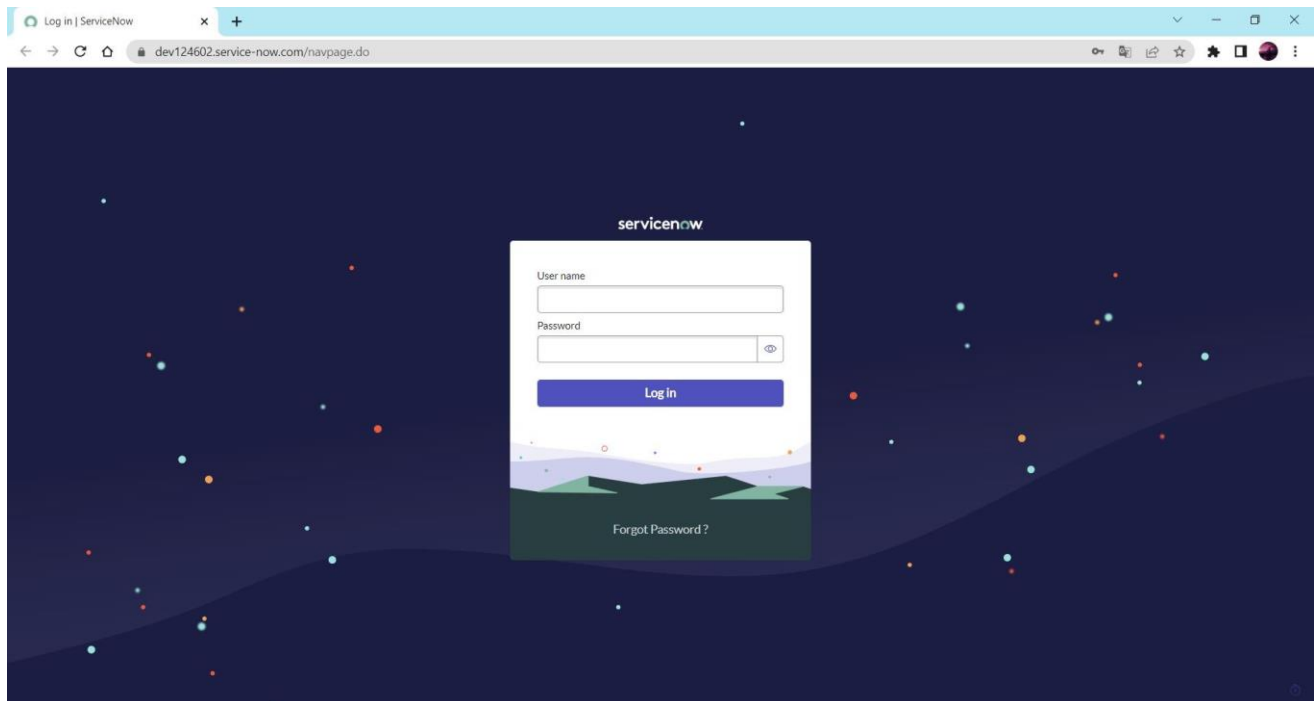 Log in | ServiceNow
dev124602.service-now.com/navpage.do
servicenow
User name
Password
Log in
Forgot Password ?